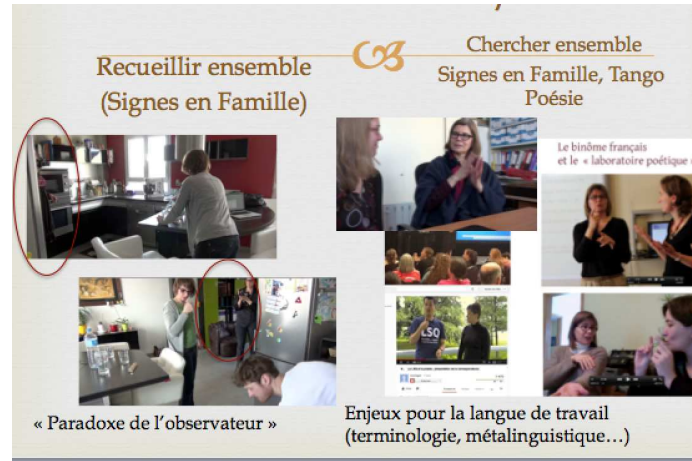 Recueillir ensemble
(Signes en Famille)
Chercher ensemble
Signes en Famille, Tango
Poésie
Le binôme français
et le « laboratoire poétique »
LSQ
« Paradoxe de l'observateur »
Enjeux pour la langue de travail
(terminologie, métalinguistique…)